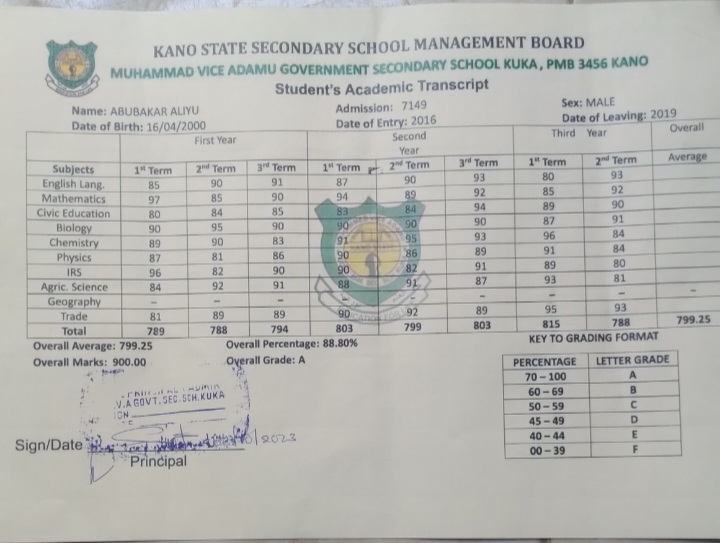 KANO STATE SECONDARY SCHOOL MANAGEMENT BOARD
MUHAMMAD VICE ADAMU GOVERNMENT SECONDARY SCHOOL KUKA, PMB 3456 KANO
Student's Academic Transcript
Name: ABUBAKAR ALIYU Admission: 7149 Sex: MALE
Date of Birth: 16/04/2000 Date of Entry: 2016 Date of Leaving: 2019
First Year Second Year Third Year Overall
Subjects 1st Term 2nd Term 3rd Term 1st Term 2nd Term 3rd Term 1st Term 2nd Term Average
English Lang. 85 90 91 87 90 93 80 93
Mathematics 97 85 90 94 89 92 85 92
Civic Education 80 84 85 83 84 94 89 90
Biology 90 95 90 90 90 90 87 91
Chemistry 89 90 83 91 95 93 96 84
Physics 87 81 86 90 86 89 91 84
IRS 96 82 90 90 82 91 89 80
Agric. Science 84 92 91 88 91 87 93 81
Geography – – – – – – – – –
Trade 81 89 89 90 92 89 95 93
Total 789 788 794 803 799 803 815 788 799.25
Overall Average: 799.25 Overall Percentage: 88.80%
Overall Marks: 900.00 Overall Grade: A
KEY TO GRADING FORMAT
PERCENTAGE LETTER GRADE
70 – 100 A
60 – 69 B
50 – 59 C
45 – 49 D
40 – 44 E
00 – 39 F
V.A GOVT. SEC. SCH. KUKA
Sign/Date 2023
Principal